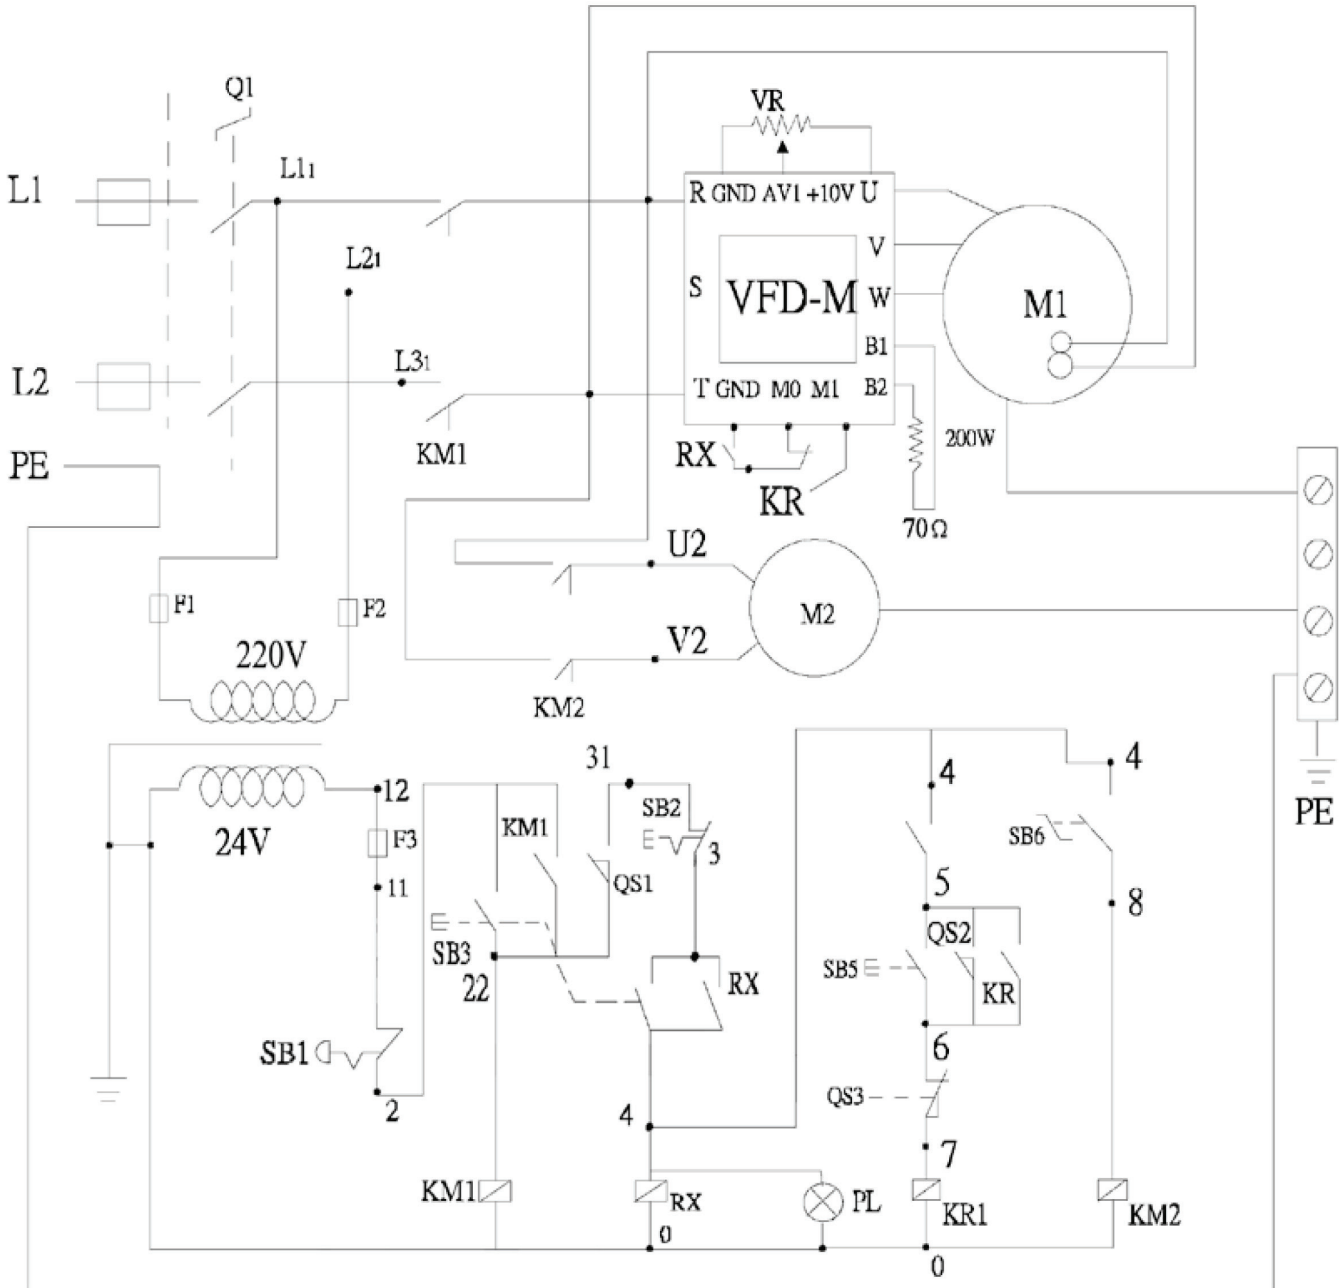 Q1
VR
L1
L11
R GND AV1 +10V U
L21
V
S
VFD-M
W
M1
B1
L2
L31
T GND M0 M1
B2
KM1
RX
200W
PE
KR
70Ω
U2
F1
F2
M2
220V
V2
KM2
31
4
4
12
SB2
24V
F3
KM1
3
SB6
PE
11
QS1
5
8
SB3
QS2
SB5
22
RX
KR
SB1
6
2
4
QS3
7
KM1
RX
PL
KR1
KM2
0
0